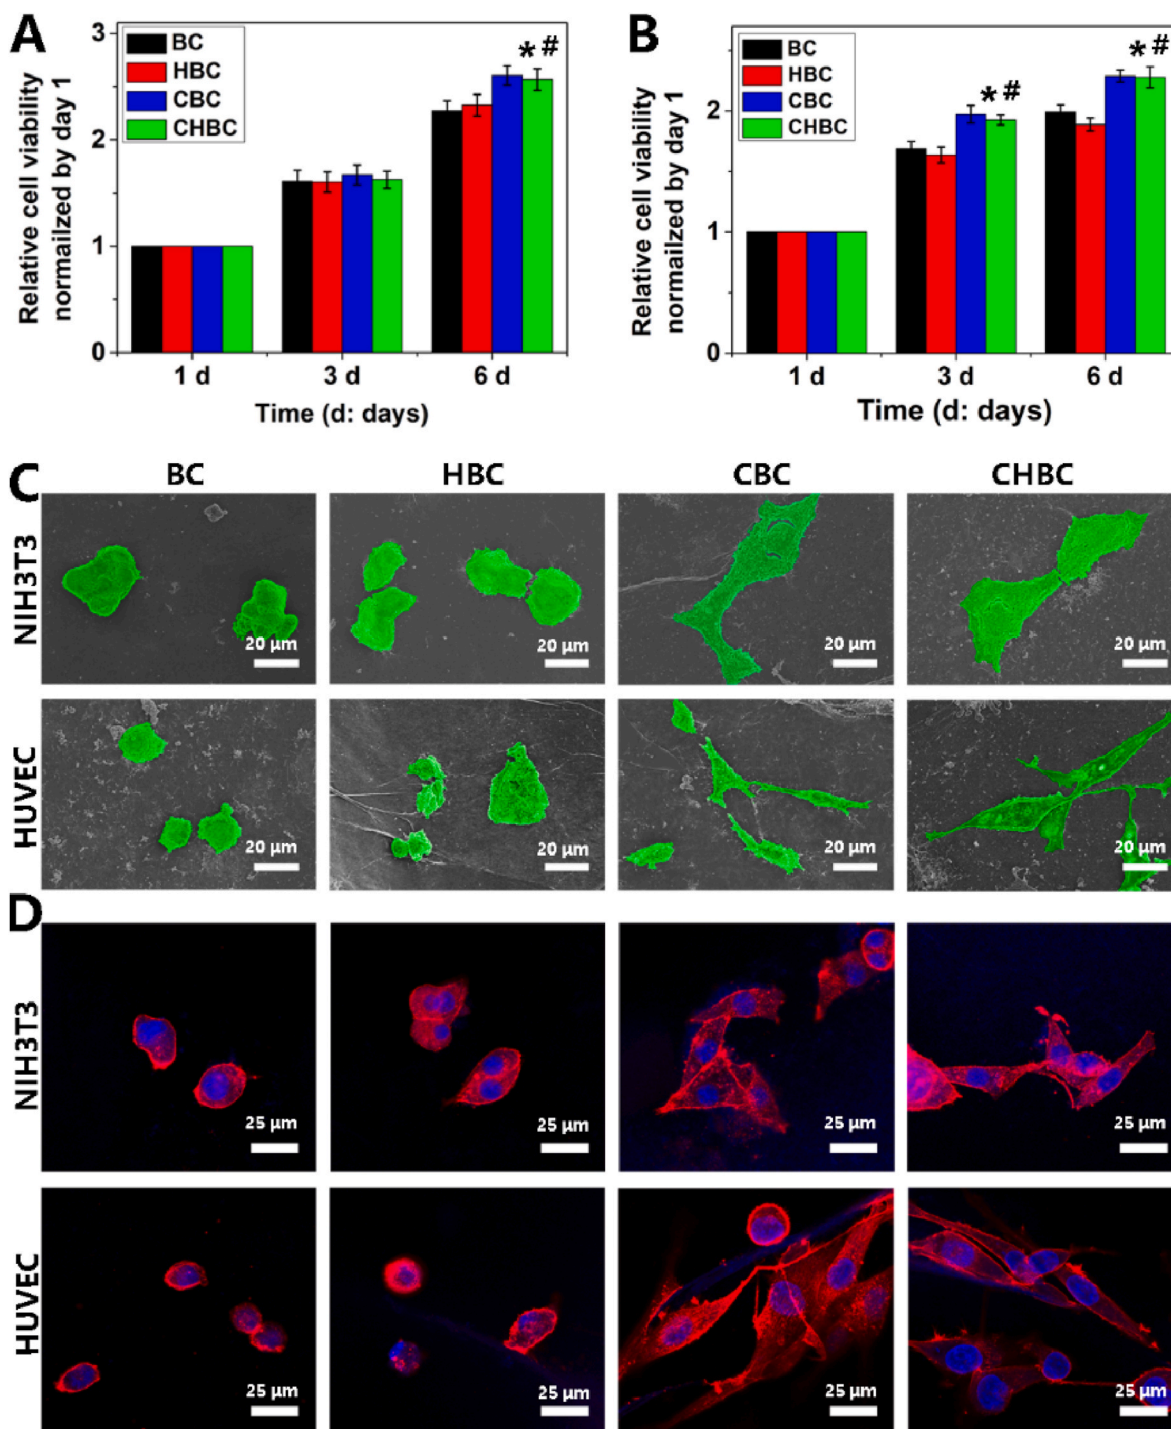 A
3
2
1
0
Relative cell viability
normailzed by day 1
BC
HBC
CBC
CHBC
* #
1 d
3 d
6 d
Time (d: days)
B
2
1
0
Relative cell viability
normailzed by day 1
BC
HBC
CBC
CHBC
* #
* #
1 d
3 d
6 d
Time (d: days)
C
BC
HBC
CBC
CHBC
NIH3T3
20 μm
20 μm
20 μm
20 μm
HUVEC
20 μm
20 μm
20 μm
20 μm
D
NIH3T3
25 μm
25 μm
25 μm
25 μm
HUVEC
25 μm
25 μm
25 μm
25 μm